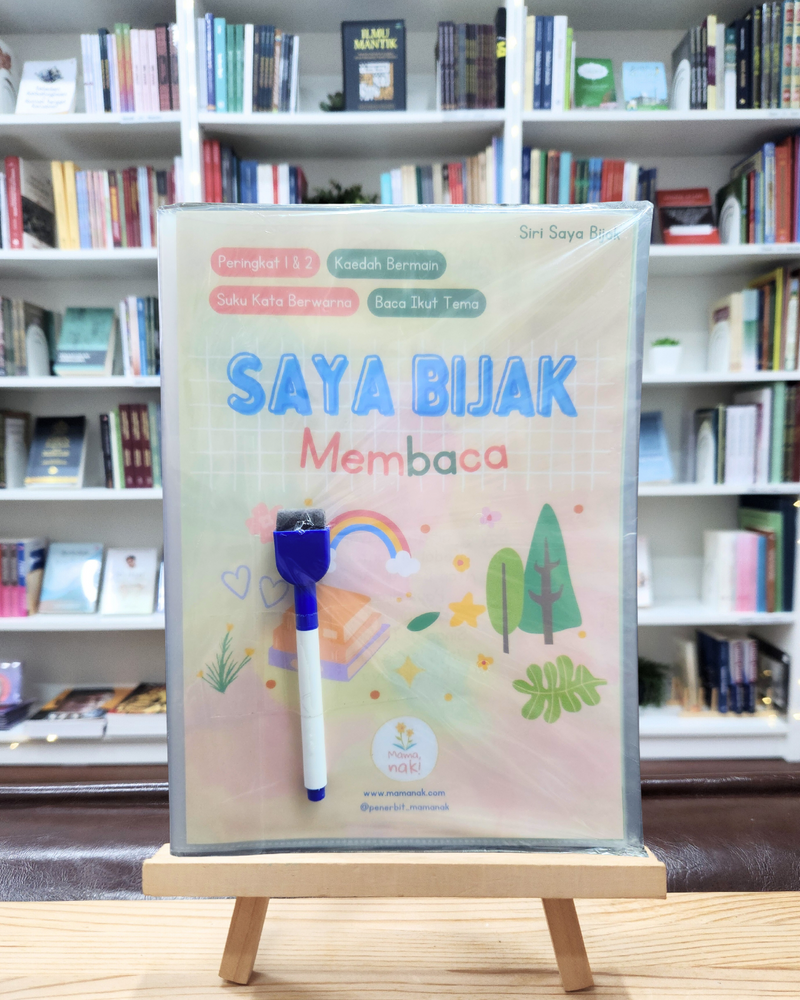 ILMU
MANTIK
Siri Saya Bijak
Peringkat 1 & 2
Kaedah Bermain
Suku Kata Berwarna
Baca Ikut Tema
SAYA BIJAK
Membaca
Mama,
nak!
www.mamanak.com
@penerbit_mamanak